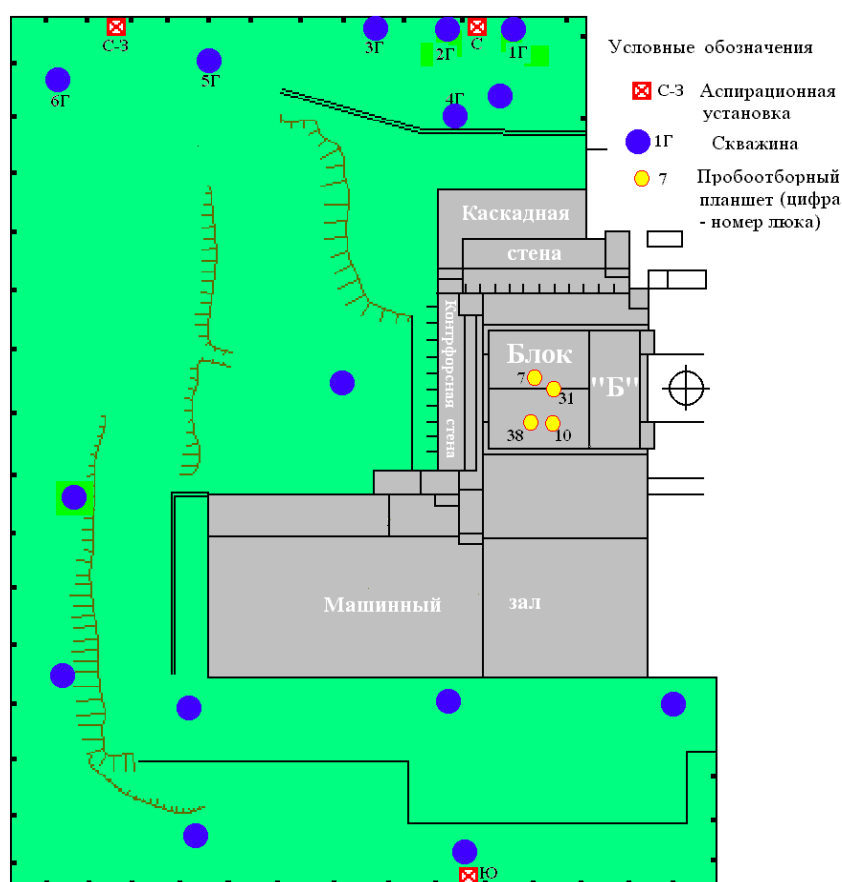 С-З
3Г
2Г
С
1Г
5Г
6Г
4Г
Условные обозначения
С-З Аспирационная
установка
1Г Скважина
7 Пробоотборный
планшет (цифра
- номер люка)
Каскадная
стена
Контрфорсная стена
Блок
"Б"
7
31
38
10
Машинный зал
Ю